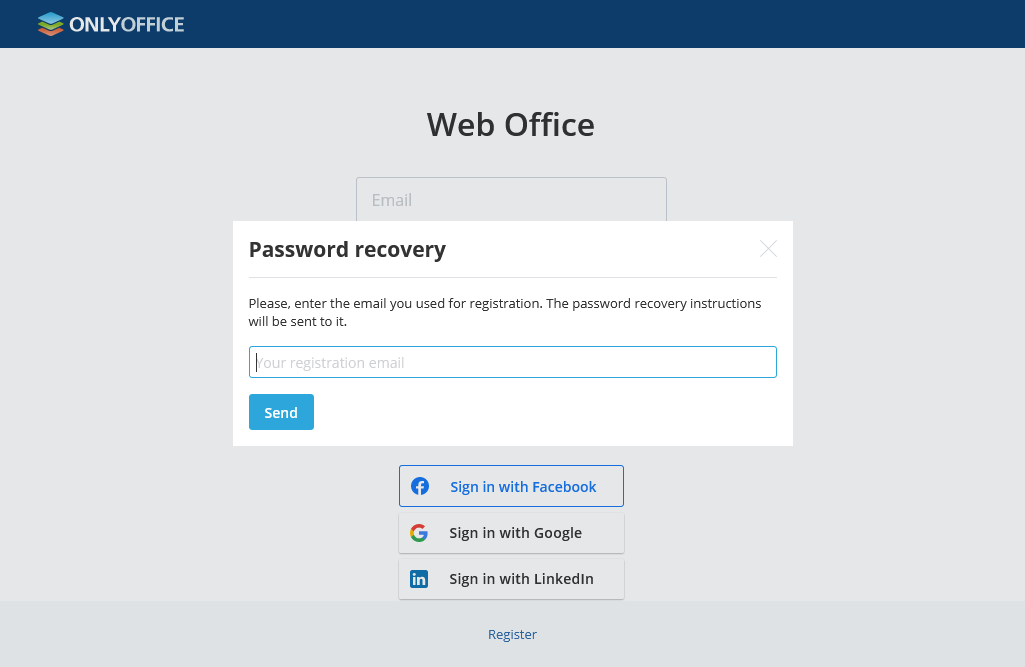 ONLYOFFICE
Web Office
Email
Password recovery
Please, enter the email you used for registration. The password recovery instructions
will be sent to it.
Your registration email
Send
Sign in with Facebook
Sign in with Google
Sign in with LinkedIn
Register